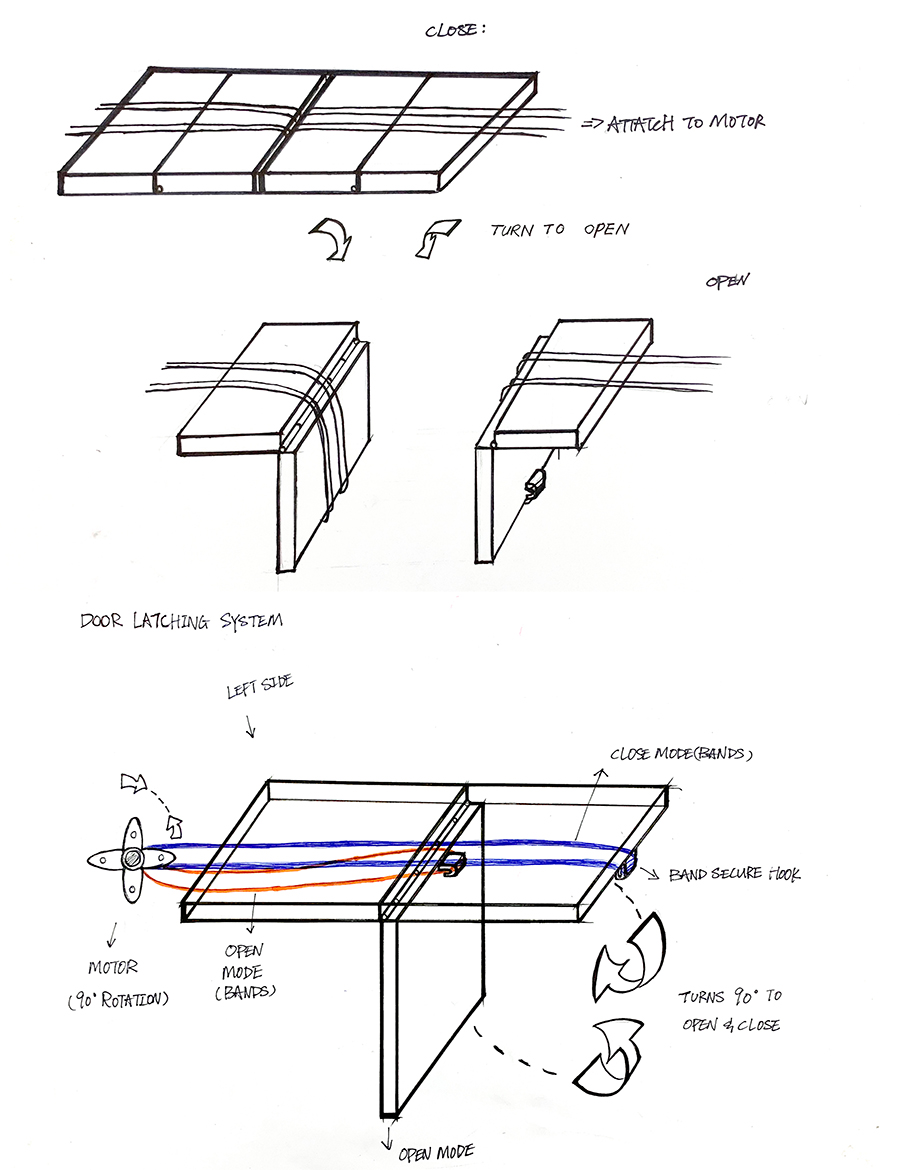 CLOSE:
=> ATTATCH TO MOTOR
TURN TO OPEN
OPEN
DOOR LATCHING SYSTEM
LEFT SIDE
CLOSE MODE(BANDS)
BAND SECURE HOOK
MOTOR
(90° ROTATION)
OPEN
MODE
(BANDS)
TURNS 90° TO
OPEN & CLOSE
OPEN MODE